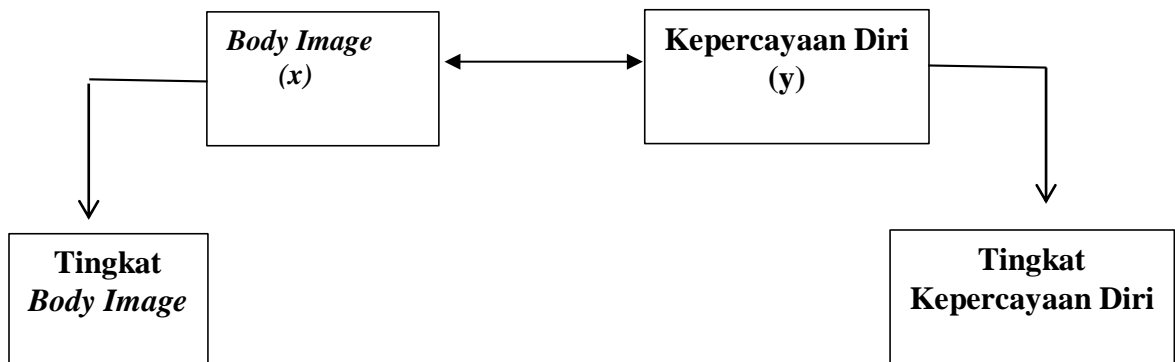 Body Image
(x)
Kepercayaan Diri
(y)
Tingkat
Body Image
Tingkat
Kepercayaan Diri